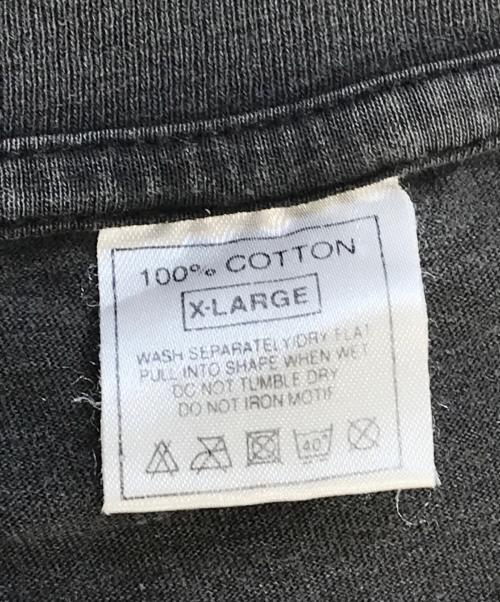 100% COTTON
X-LARGE
WASH SEPARATELY/DRY FLAT
PULL INTO SHAPE WHEN WET
DO NOT TUMBLE DRY
DO NOT IRON MOTIF
40°